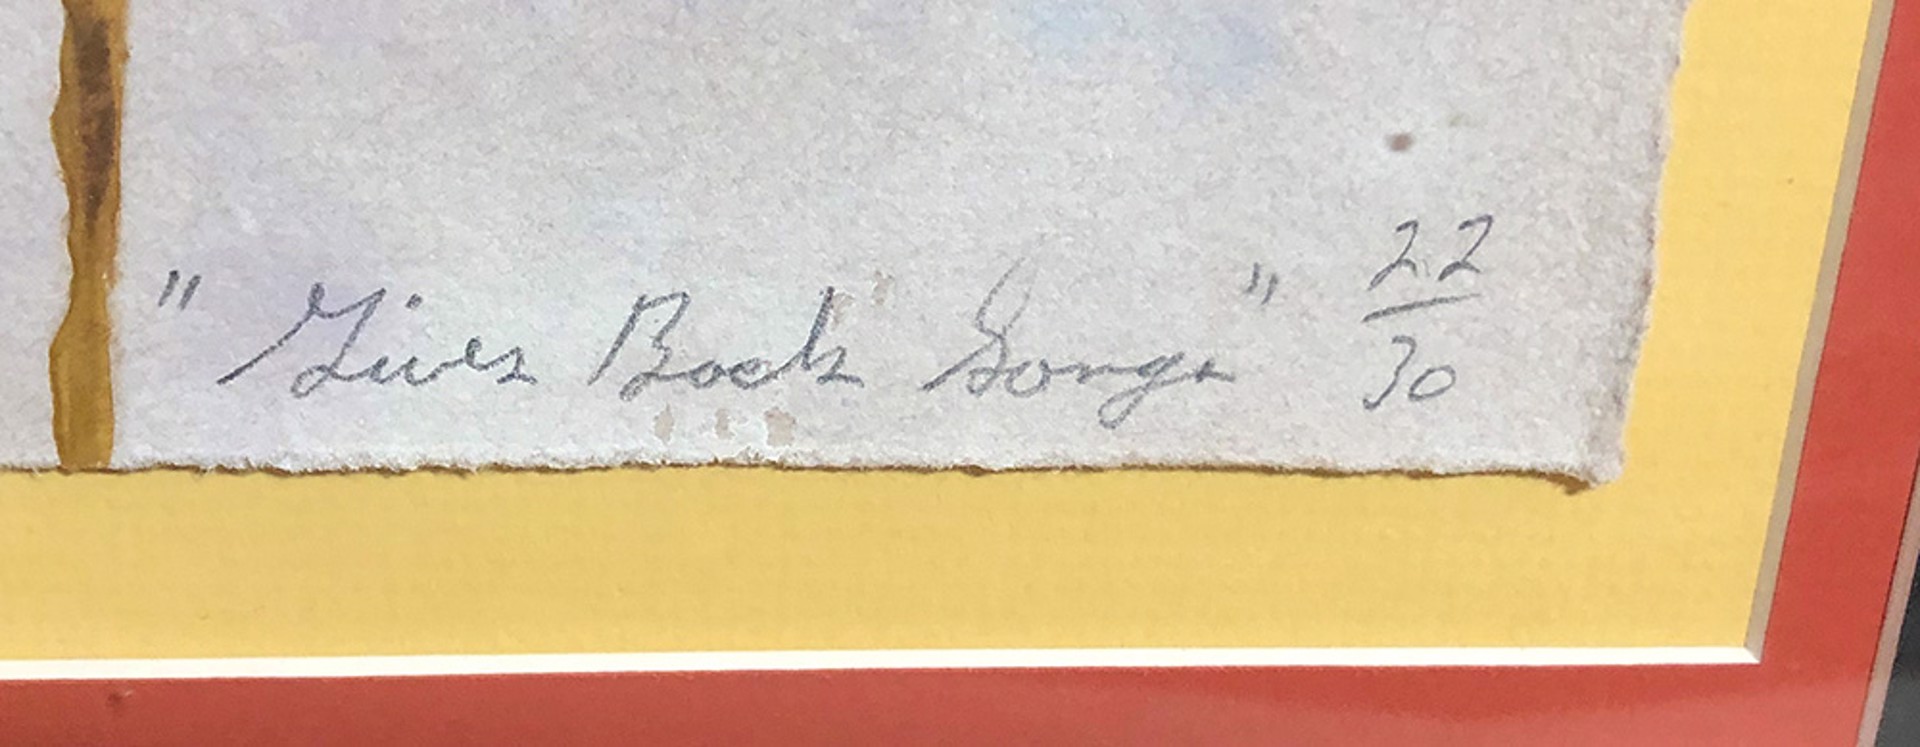 "Gives Back Songs" 22/30